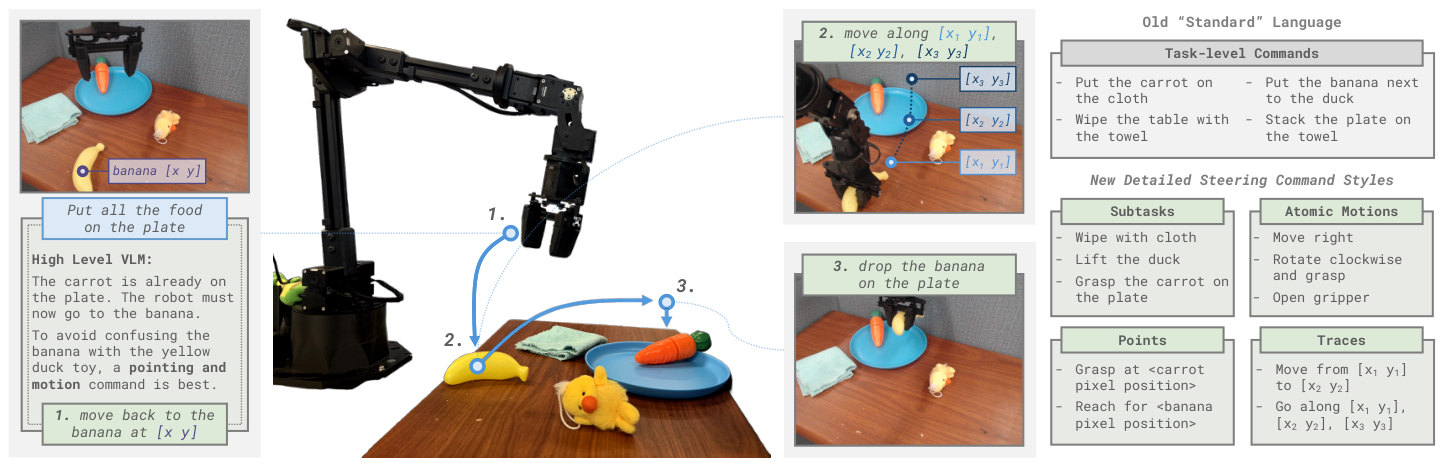 banana [x y]
Put all the food
on the plate
High Level VLM:
The carrot is already on
the plate. The robot must
now go to the banana.
To avoid confusing the
banana with the yellow
duck toy, a pointing and
motion command is best.
1. move back to the
banana at [x y]
1.
2.
3.
2. move along [x₁ y₁],
[x₂ y₂], [x₃ y₃]
[x₃ y₃]
[x₂ y₂]
[x₁ y₁]
3. drop the banana
on the plate
Old “Standard” Language
Task-level Commands
- Put the carrot on
the cloth
- Wipe the table with
the towel
- Put the banana next
to the duck
- Stack the plate on
the towel
New Detailed Steering Command Styles
Subtasks
- Wipe with cloth
- Lift the duck
- Grasp the carrot on
the plate
Atomic Motions
- Move right
- Rotate clockwise
and grasp
- Open gripper
Points
- Grasp at <carrot
pixel position>
- Reach for <banana
pixel position>
Traces
- Move from [x₁ y₁]
to [x₂ y₂]
- Go along [x₁ y₁],
[x₂ y₂], [x₃ y₃]